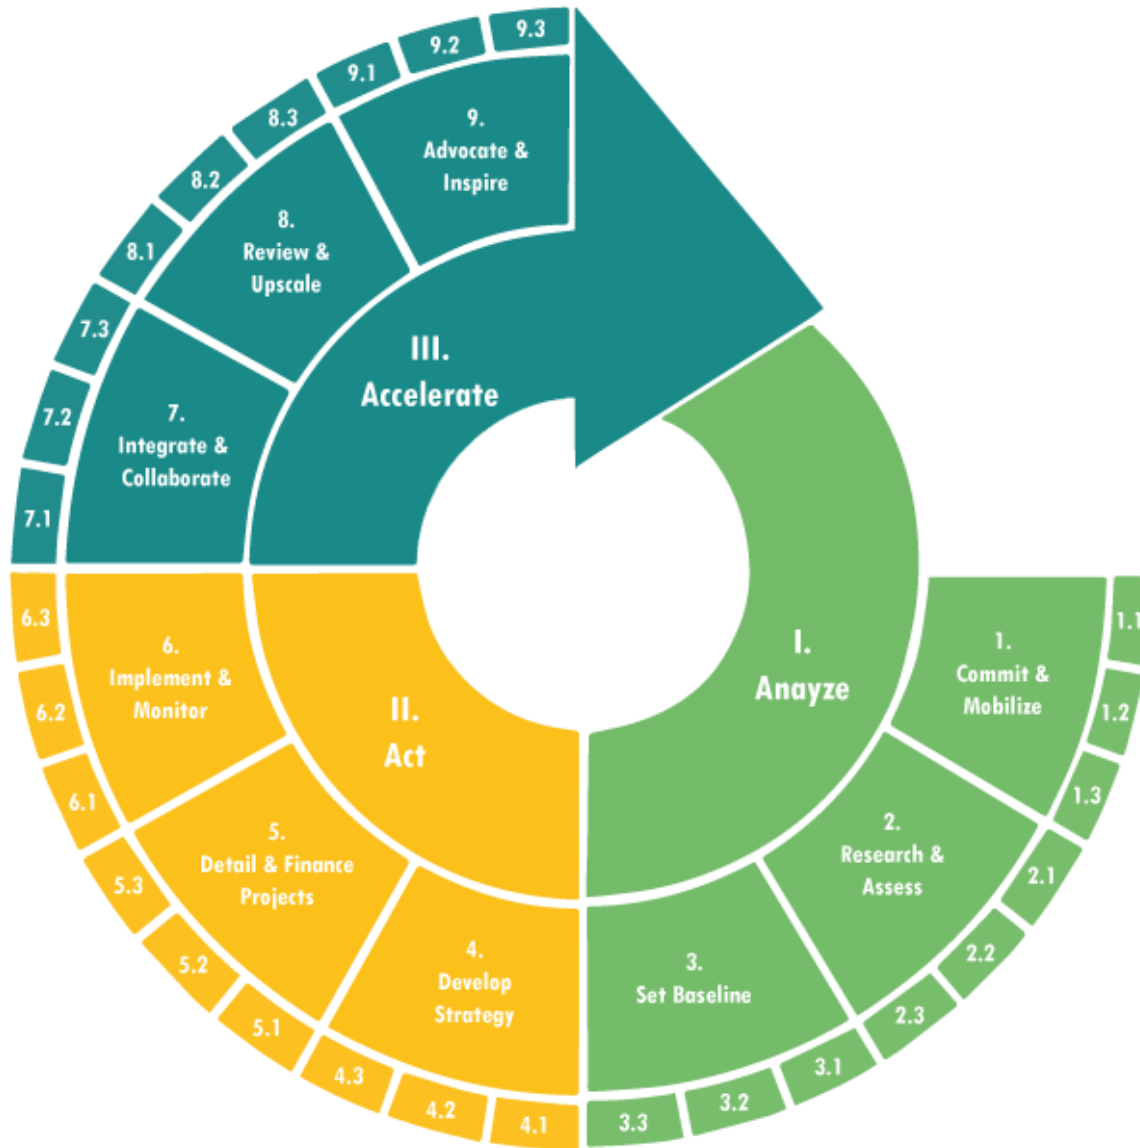 I.
Anayze
1.
Commit &
Mobilize
1.1
1.2
1.3
2.
Research &
Assess
2.1
2.2
2.3
3.
Set Baseline
3.1
3.2
3.3
II.
Act
4.
Develop
Strategy
4.1
4.2
4.3
5.
Detail & Finance
Projects
5.1
5.2
5.3
6.
Implement &
Monitor
6.1
6.2
6.3
III.
Accelerate
7.
Integrate &
Collaborate
7.1
7.2
7.3
8.
Review &
Upscale
8.1
8.2
8.3
9.
Advocate &
Inspire
9.1
9.2
9.3